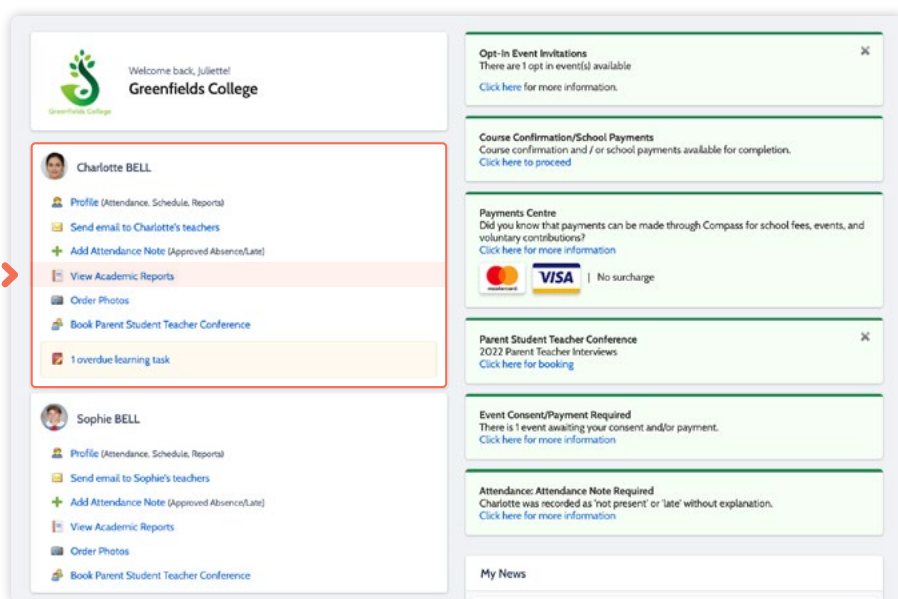 Welcome back, Juliette!
Greenfields College
Greenfields College
Charlotte BELL
Profile (Attendance, Schedule, Reports)
Send email to Charlotte's teachers
Add Attendance Note (Approved Absence/Late)
View Academic Reports
Order Photos
Book Parent Student Teacher Conference
1 overdue learning task
Sophie BELL
Profile (Attendance, Schedule, Reports)
Send email to Sophie's teachers
Add Attendance Note (Approved Absence/Late)
View Academic Reports
Order Photos
Book Parent Student Teacher Conference
Opt-In Event Invitations
There are 1 opt in event(s) available
Click here for more information.
Course Confirmation/School Payments
Course confirmation and / or school payments available for completion.
Click here to proceed
Payments Centre
Did you know that payments can be made through Compass for school fees, events, and
voluntary contributions?
Click here for more information
mastercard VISA | No surcharge
Parent Student Teacher Conference
2022 Parent Teacher Interviews
Click here for booking
Event Consent/Payment Required
There is 1 event awaiting your consent and/or payment.
Click here for more information
Attendance: Attendance Note Required
Charlotte was recorded as 'not present' or 'late' without explanation.
Click here for more information
My News